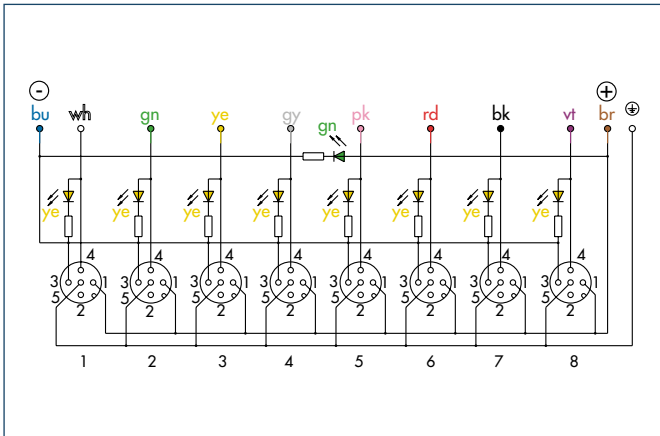 - +
bu wh gn ye gy pk rd bk vt br
gn
ye ye ye ye ye ye ye ye
4 4 4 4 4 4 4 4
3 1 3 1 3 1 3 1 3 1 3 1 3 1 3 1
5 5 5 5 5 5 5 5
2 2 2 2 2 2 2 2
1 2 3 4 5 6 7 8